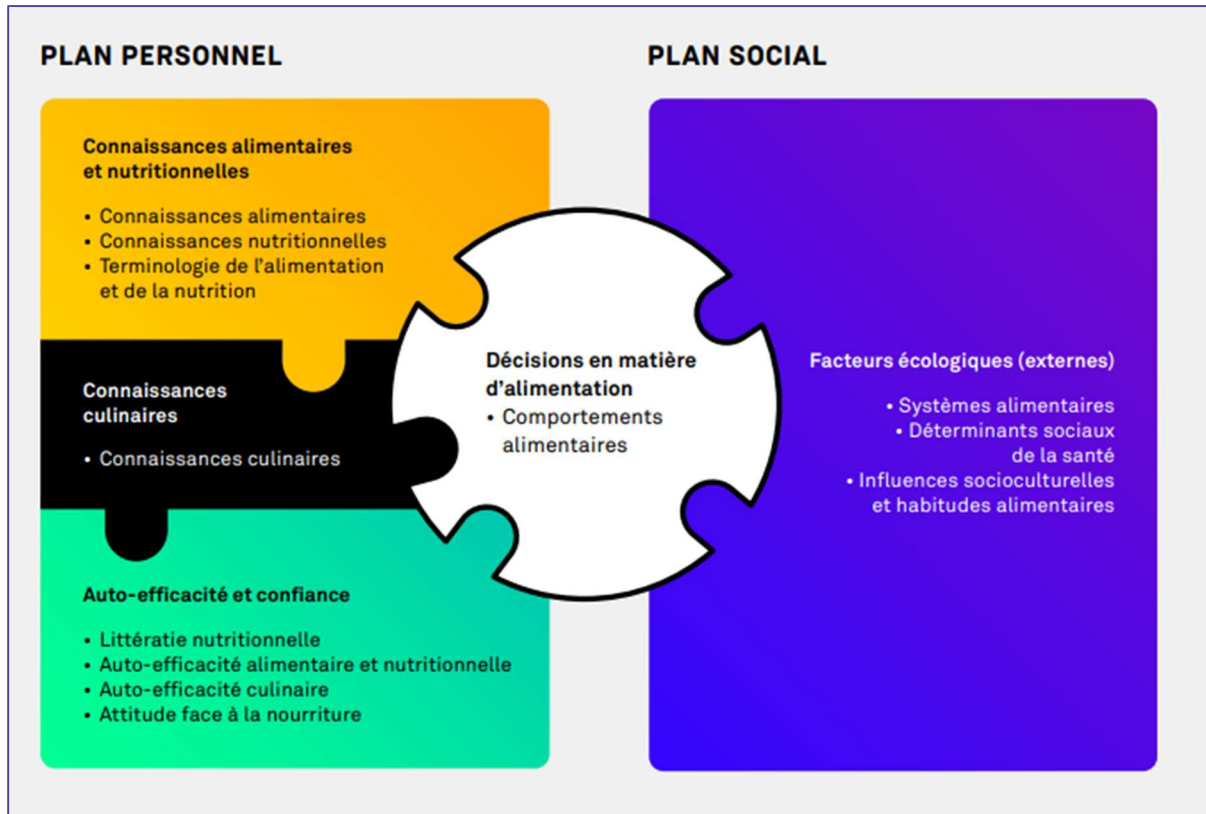 PLAN PERSONNEL
Connaissances alimentaires
et nutritionnelles
• Connaissances alimentaires
• Connaissances nutritionnelles
• Terminologie de l’alimentation
et de la nutrition
Connaissances
culinaires
• Connaissances culinaires
Auto-efficacité et confiance
• Littératie nutritionnelle
• Auto-efficacité alimentaire et nutritionnelle
• Auto-efficacité culinaire
• Attitude face à la nourriture
Décisions en matière
d’alimentation
• Comportements
alimentaires
PLAN SOCIAL
Facteurs écologiques (externes)
• Systèmes alimentaires
• Déterminants sociaux
de la santé
• Influences socioculturelles
et habitudes alimentaires